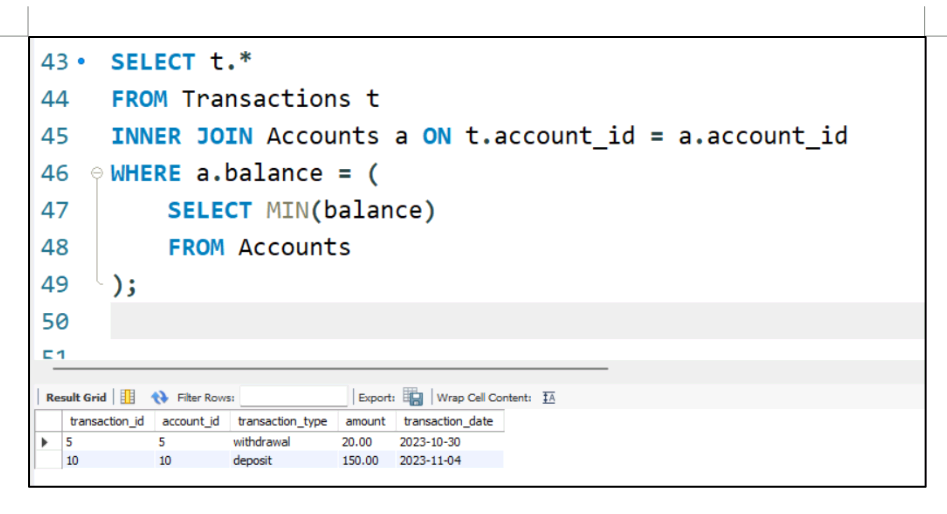 43 SELECT t.*
44 FROM Transactions t
45 INNER JOIN Accounts a ON t.account_id = a.account_id
46 WHERE a.balance = (
47 SELECT MIN(balance)
48 FROM Accounts
49 );
50
51
Result Grid Filter Rows: Export: Wrap Cell Content: IA
transaction_id account_id transaction_type amount transaction_date
5 5 withdrawal 20.00 2023-10-30
10 10 deposit 150.00 2023-11-04